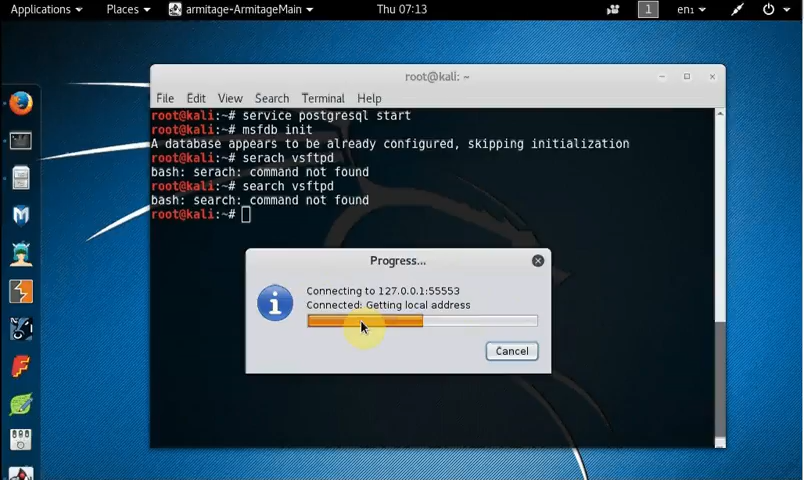 Applications Places armitage-ArmitageMain Thu 07:13 1 en₁
root@kali: ~
File Edit View Search Terminal Help
root@kali:~# service postgresql start
root@kali:~# msfdb init
A database appears to be already configured, skipping initialization
root@kali:~# serach vsftpd
bash: serach: command not found
root@kali:~# search vsftpd
bash: search: command not found
root@kali:~#
Progress...
Connecting to 127.0.0.1:55553
Connected: Getting local address
Cancel